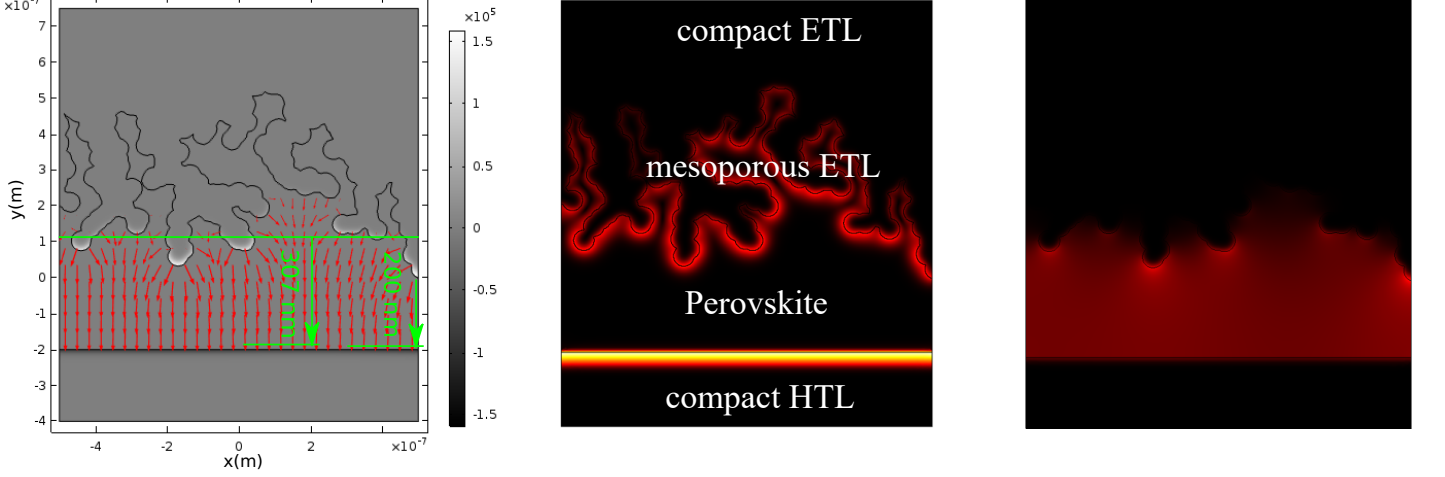 ×10⁻⁷
7
6
5
4
3
2
1
0
-1
-2
-3
-4
y(m)
-4 -2 0 2 ×10⁻⁷
x(m)
307 nm
200 nm
×10⁵
1.5
1
0.5
0
-0.5
-1
-1.5
compact ETL
mesoporous ETL
Perovskite
compact HTL